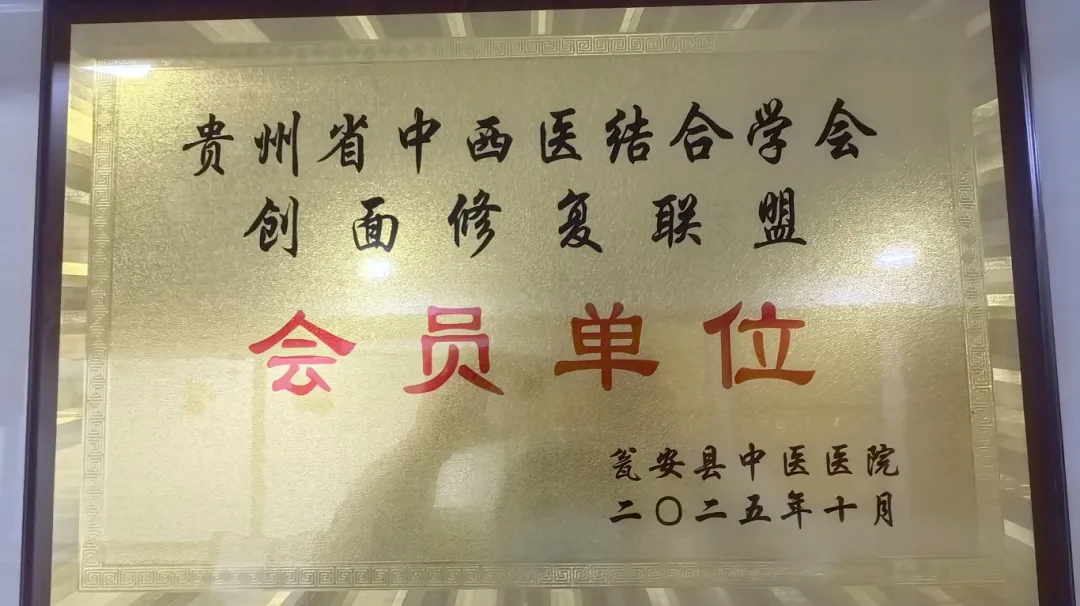 贵州省中西医结合学会
创面修复联盟
会员单位
瓮安县中医医院
二〇二五年十月